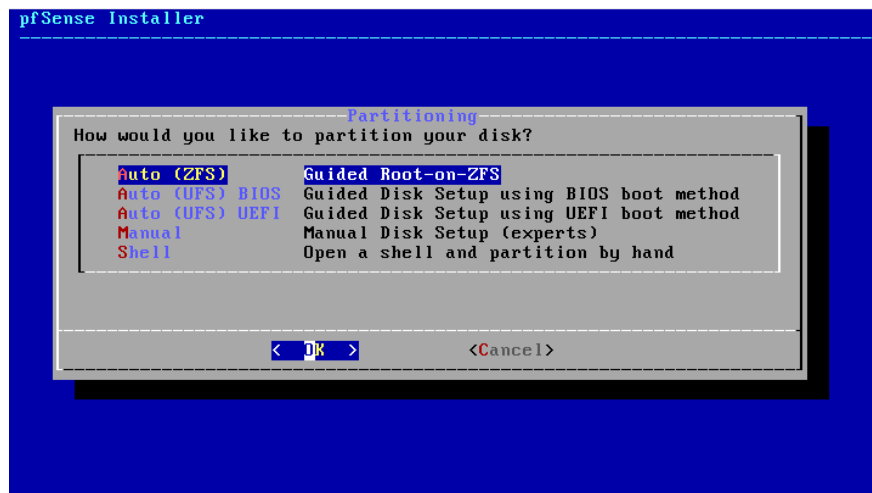 pfSense Installer
Partitioning
How would you like to partition your disk?
Auto (ZFS) Guided Root-on-ZFS
Auto (UFS) BIOS Guided Disk Setup using BIOS boot method
Auto (UFS) UEFI Guided Disk Setup using UEFI boot method
Manual Manual Disk Setup (experts)
Shell Open a shell and partition by hand
< OK > <Cancel>